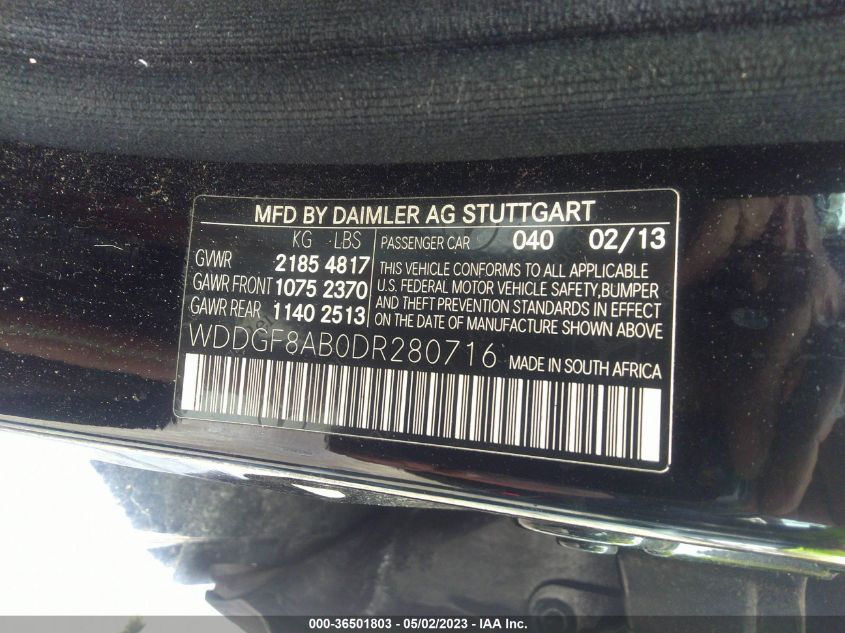 MFD BY DAIMLER AG STUTTGART
KG LBS
GVWR 2185 4817
GAWR FRONT 1075 2370
GAWR REAR 1140 2513
PASSENGER CAR 040 02/13
THIS VEHICLE CONFORMS TO ALL APPLICABLE
U.S. FEDERAL MOTOR VEHICLE SAFETY,BUMPER
AND THEFT PREVENTION STANDARDS IN EFFECT
ON THE DATE OF MANUFACTURE SHOWN ABOVE
WDDGF8AB0DR280716 MADE IN SOUTH AFRICA
000-36501803 - 05/02/2023 - IAA Inc.